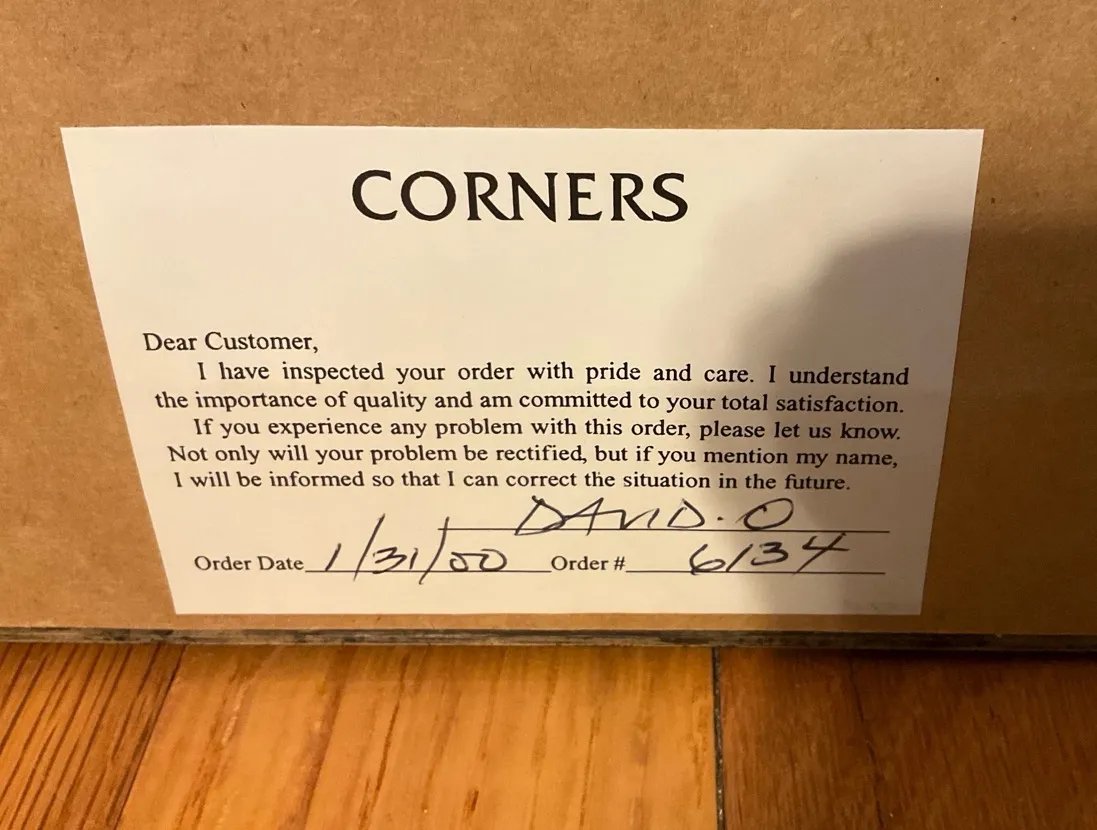 CORNERS
Dear Customer,
I have inspected your order with pride and care. I understand
the importance of quality and am committed to your total satisfaction.
If you experience any problem with this order, please let us know.
Not only will your problem be rectified, but if you mention my name,
I will be informed so that I can correct the situation in the future.
DAVID. O
Order Date 1/31/00 Order # 6134